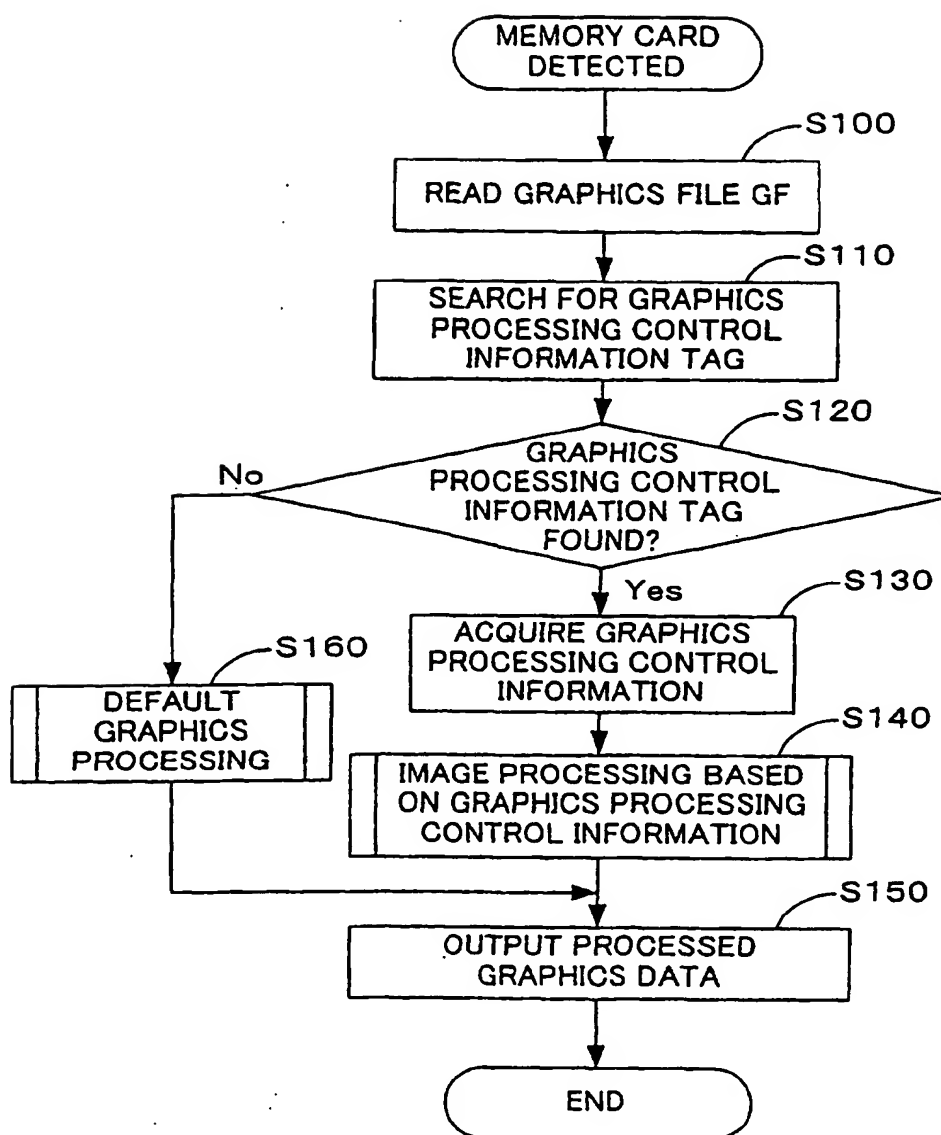 MEMORY CARD
DETECTED
S100
READ GRAPHICS FILE GF
S110
SEARCH FOR GRAPHICS
PROCESSING CONTROL
INFORMATION TAG
S120
GRAPHICS
PROCESSING CONTROL
INFORMATION TAG
FOUND?
No
Yes
S130
ACQUIRE GRAPHICS
PROCESSING CONTROL
INFORMATION
S160
DEFAULT
GRAPHICS
PROCESSING
S140
IMAGE PROCESSING BASED
ON GRAPHICS PROCESSING
CONTROL INFORMATION
S150
OUTPUT PROCESSED
GRAPHICS DATA
END